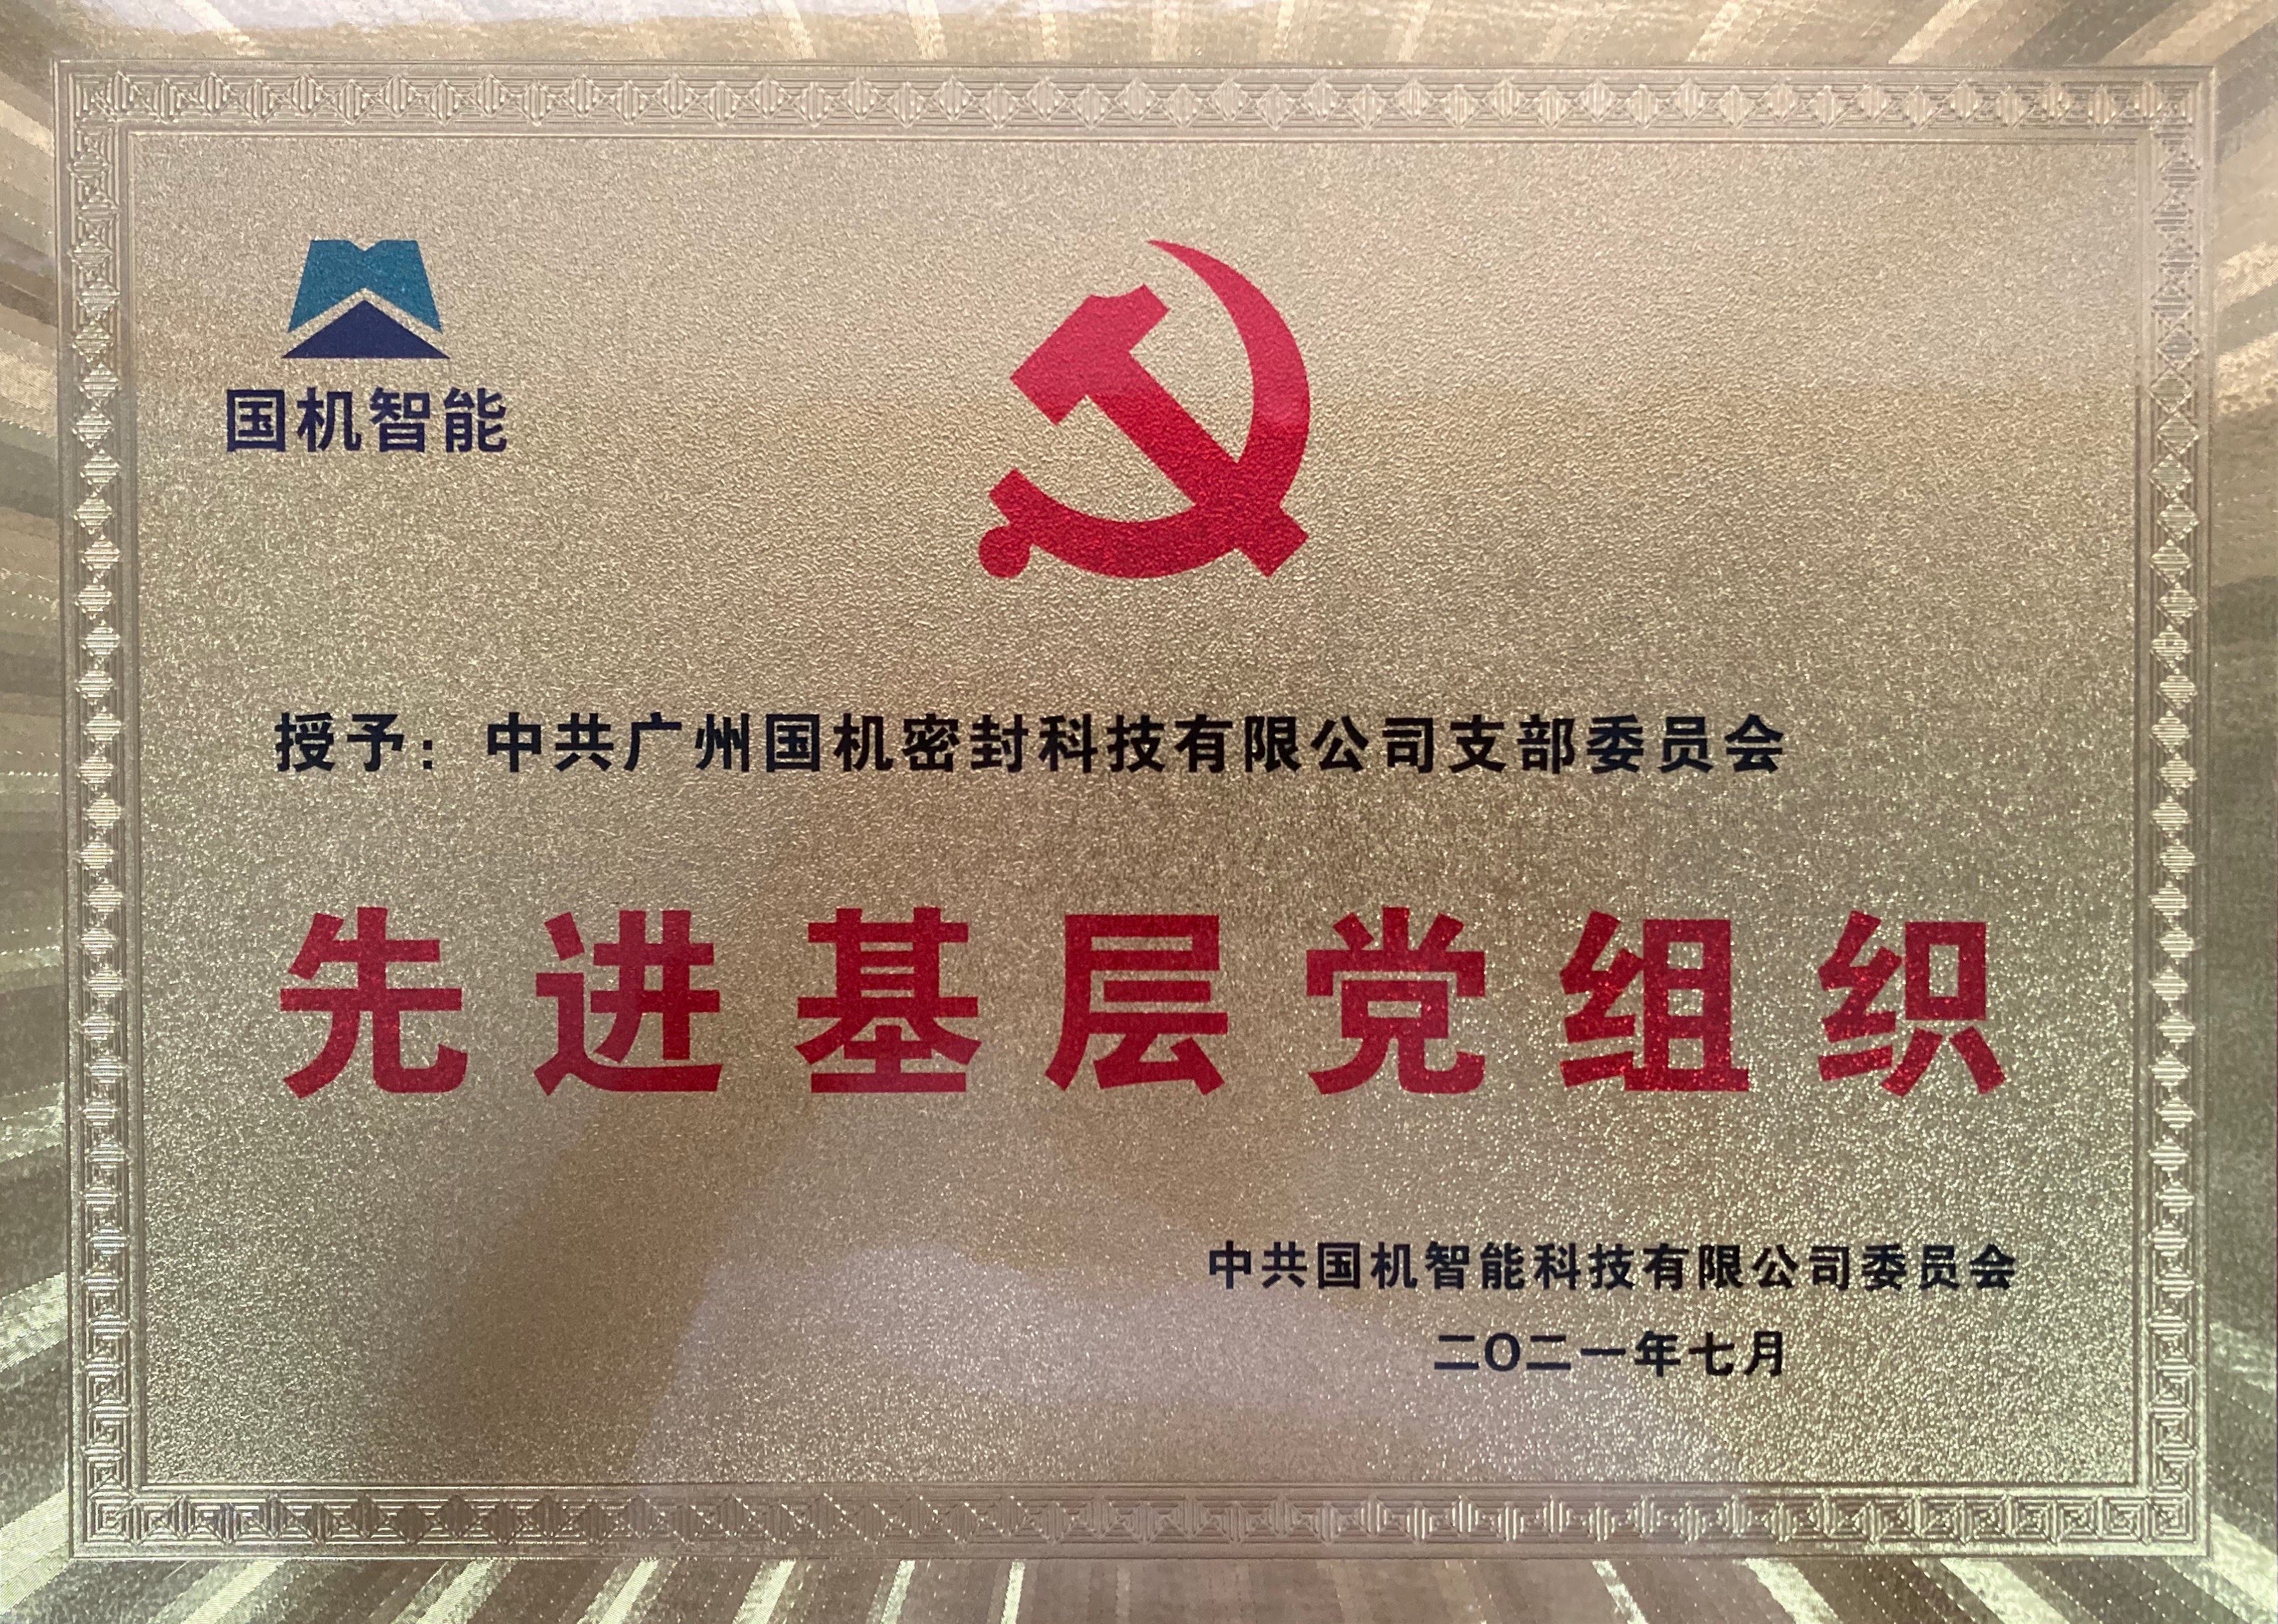 国机智能
授予：中共广州国机密封科技有限公司支部委员会
先进基层党组织
中共国机智能科技有限公司委员会
二〇二一年七月